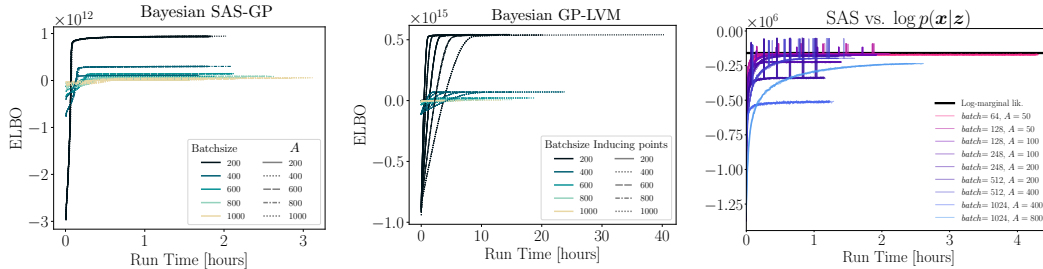 Bayesian SAS-GP
×10^12
ELBO
1
0
−1
−2
−3
Batchsize A
200 200
400 400
600 600
800 800
1000 1000
0 1 2 3
Run Time [hours]
Bayesian GP-LVM
×10^15
ELBO
0.5
0.0
−0.5
−1.0
Batchsize Inducing points
200 200
400 400
600 600
800 800
1000 1000
0 10 20 30 40
Run Time [hours]
SAS vs. log p(x|z)
×10^6
0.00
−0.25
−0.50
−0.75
−1.00
−1.25
Log-marginal lik.
batch= 64, A = 50
batch= 128, A = 50
batch= 128, A = 100
batch= 248, A = 100
batch= 248, A = 200
batch= 512, A = 200
batch= 512, A = 400
batch= 1024, A = 400
batch= 1024, A = 800
0 1 2 3 4
Run Time [hours]